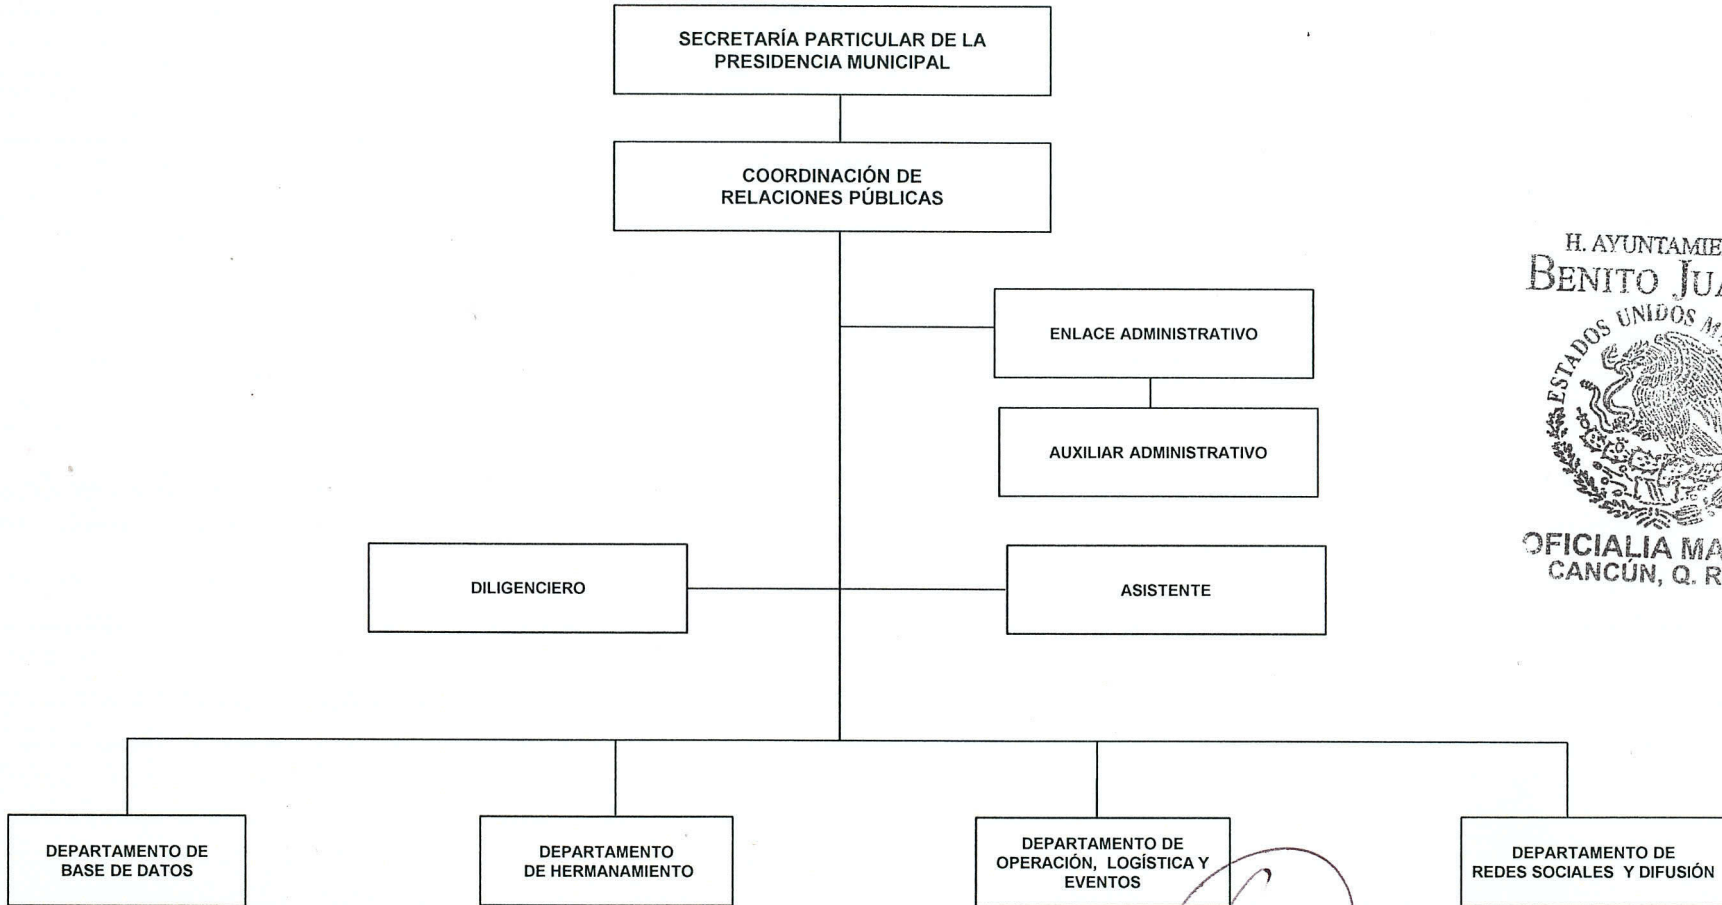 SECRETARÍA PARTICULAR DE LA
PRESIDENCIA MUNICIPAL
COORDINACIÓN DE
RELACIONES PÚBLICAS
H. AYUNTAMIE
BENITO JUA
ESTADOS UNIDOS M
OFICIALIA MA
CANCÚN, Q. R
ENLACE ADMINISTRATIVO
AUXILIAR ADMINISTRATIVO
DILIGENCIERO
ASISTENTE
DEPARTAMENTO DE
BASE DE DATOS
DEPARTAMENTO
DE HERMANAMIENTO
DEPARTAMENTO DE
OPERACIÓN, LOGÍSTICA Y
EVENTOS
DEPARTAMENTO DE
REDES SOCIALES Y DIFUSIÓN